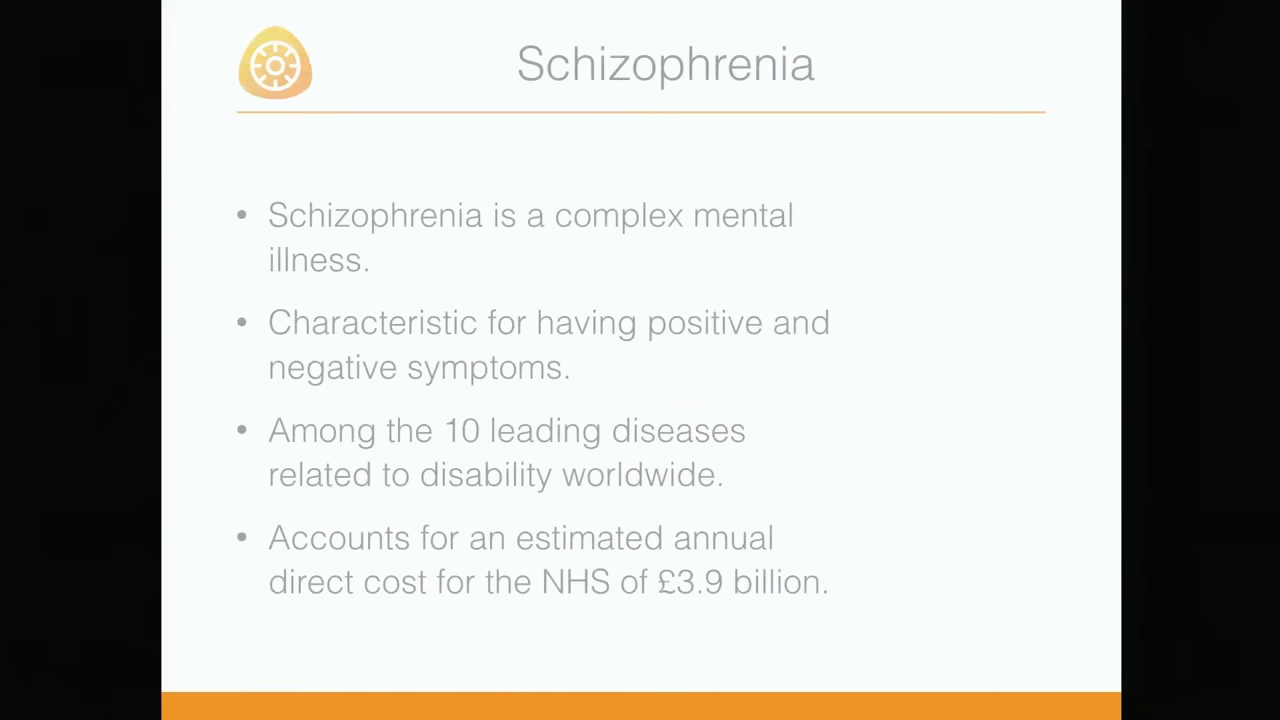 Schizophrenia
• Schizophrenia is a complex mental
illness.
• Characteristic for having positive and
negative symptoms.
• Among the 10 leading diseases
related to disability worldwide.
• Accounts for an estimated annual
direct cost for the NHS of £3.9 billion.